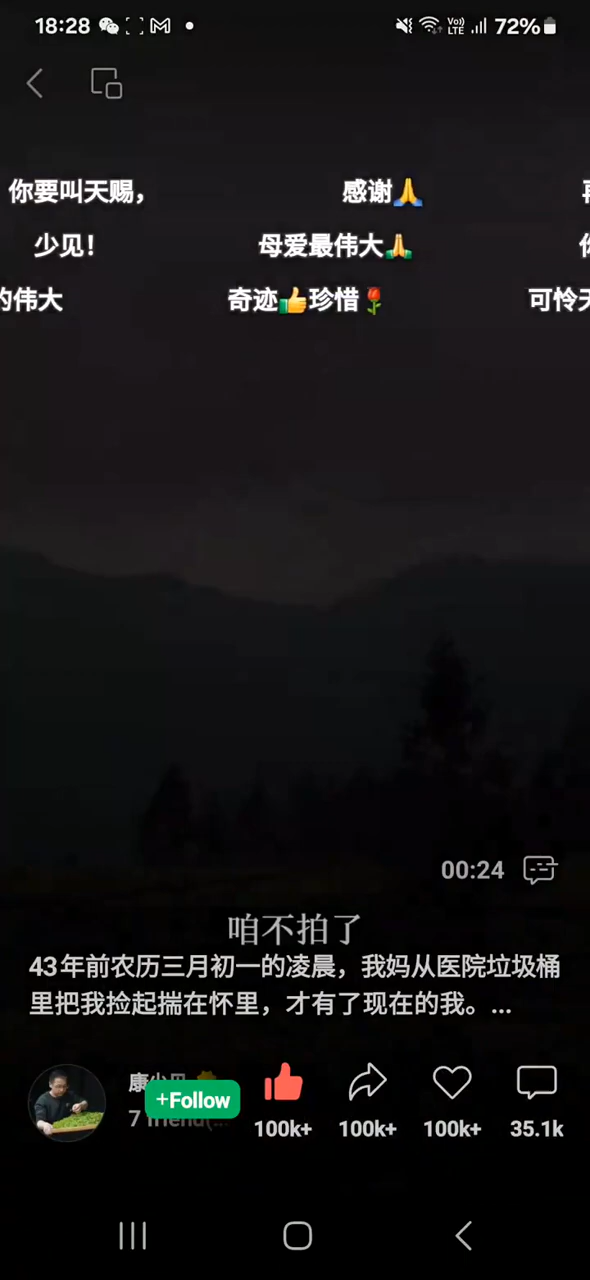 18:28
Vo) LTE 72%
你要叫天赐，
感谢🙏
少见！
母爱最伟大🙏
的伟大
奇迹👍珍惜🌹
可怜天
00:24
咱不拍了
43年前农历三月初一的凌晨，我妈从医院垃圾桶
里把我捡起揣在怀里，才有了现在的我。...
+Follow
100k+
100k+
100k+
35.1k